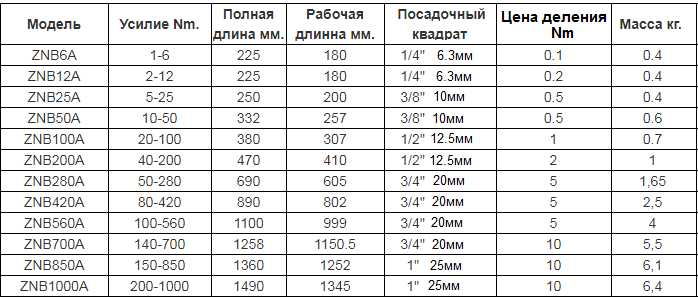 Модель Усилие Nm. Полная длина мм. Рабочая длинна мм. Посадочный квадрат Цена деления Nm Масса кг.
ZNB6A 1-6 225 180 1/4" 6.3мм 0.1 0.4
ZNB12A 2-12 225 180 1/4" 6.3мм 0.2 0.4
ZNB25A 5-25 250 200 3/8" 10мм 0.5 0.4
ZNB50A 10-50 332 257 3/8" 10мм 0.5 0.6
ZNB100A 20-100 380 307 1/2" 12.5мм 1 0.7
ZNB200A 40-200 470 410 1/2" 12.5мм 2 1
ZNB280A 50-280 690 605 3/4" 20мм 5 1,65
ZNB420A 80-420 890 802 3/4" 20мм 5 2,5
ZNB560A 100-560 1100 999 3/4" 20мм 5 4
ZNB700A 140-700 1258 1150.5 3/4" 20мм 10 5,5
ZNB850A 150-850 1360 1252 1" 25мм 10 6,1
ZNB1000A 200-1000 1490 1345 1" 25мм 10 6,4